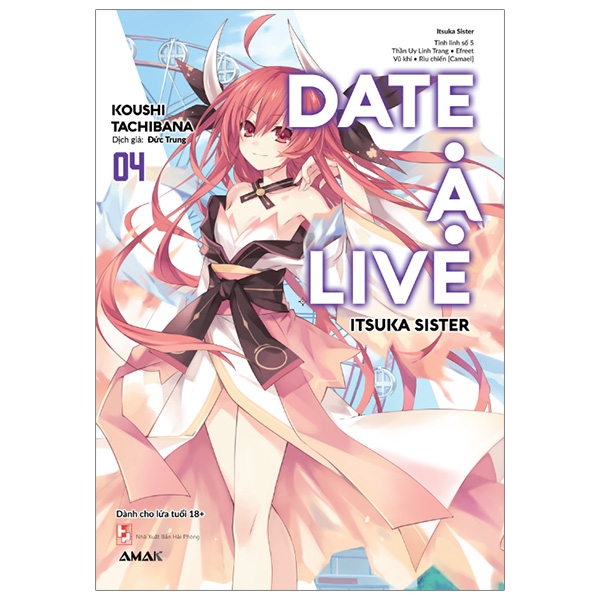 Itsuka Sister
Tinh linh số 5
Thần Uy Linh Trang • Efreet
Vũ khí • Rìu chiến [Camael]
DATE
A
LIVE
ITSUKA SISTER
KOUSHI
TACHIBANA
Dịch giả: Đức Trung
04
Dành cho lứa tuổi 18+
Nhà Xuất Bản Hải Phòng
AMAK